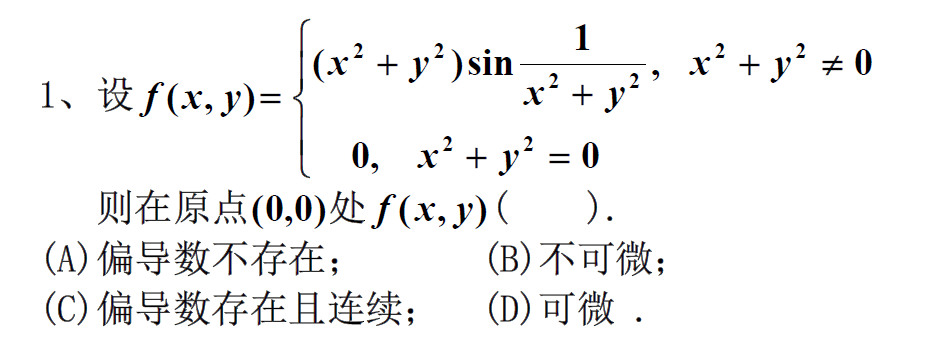 1、设 f(x, y)= { (x² + y²)sin 1/(x² + y²), x² + y² ≠ 0
0, x² + y² = 0
则在原点(0,0)处 f(x, y)(  ).
(A)偏导数不存在; (B)不可微;
(C)偏导数存在且连续; (D)可微 .